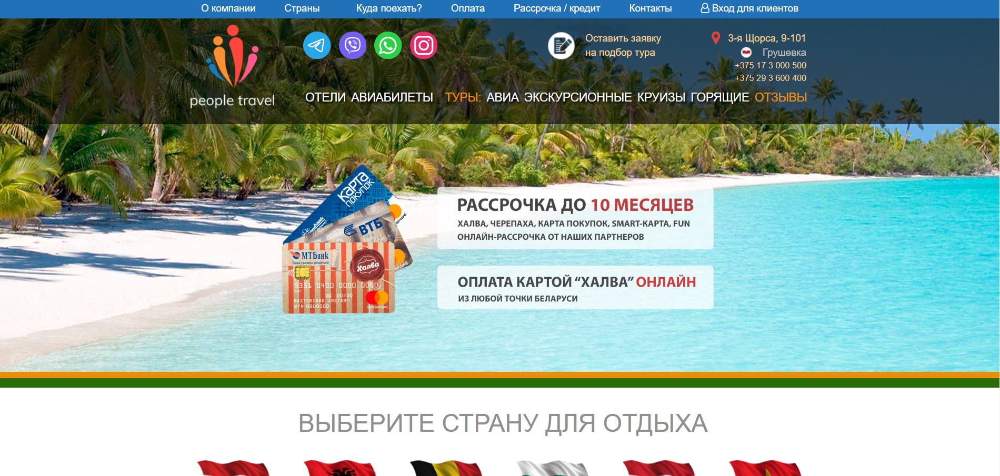 О компании
Страны
Куда поехать?
Оплата
Рассрочка / кредит
Контакты
Вход для клиентов
people travel
Оставить заявку
на подбор тура
3-я Щорса, 9-101
Грушевка
+375 17 3 000 500
+375 29 3 600 400
ОТЕЛИ АВИАБИЛЕТЫ ТУРЫ: АВИА ЭКСКУРСИОННЫЕ КРУИЗЫ ГОРЯЩИЕ ОТЗЫВЫ
карта
покупок
ВТБ
МТБанк
Банк свежих решений
Халва
5351 0400 0000 0000
00/00
MASTERCARD INSTANT
BYN 0000000
mastercard
РАССРОЧКА ДО 10 МЕСЯЦЕВ
ХАЛВА, ЧЕРЕПАХА, КАРТА ПОКУПОК, SMART-КАРТА, FUN
ОНЛАЙН-РАССРОЧКА ОТ НАШИХ ПАРТНЕРОВ
ОПЛАТА КАРТОЙ “ХАЛВА” ОНЛАЙН
ИЗ ЛЮБОЙ ТОЧКИ БЕЛАРУСИ
ВЫБЕРИТЕ СТРАНУ ДЛЯ ОТДЫХА